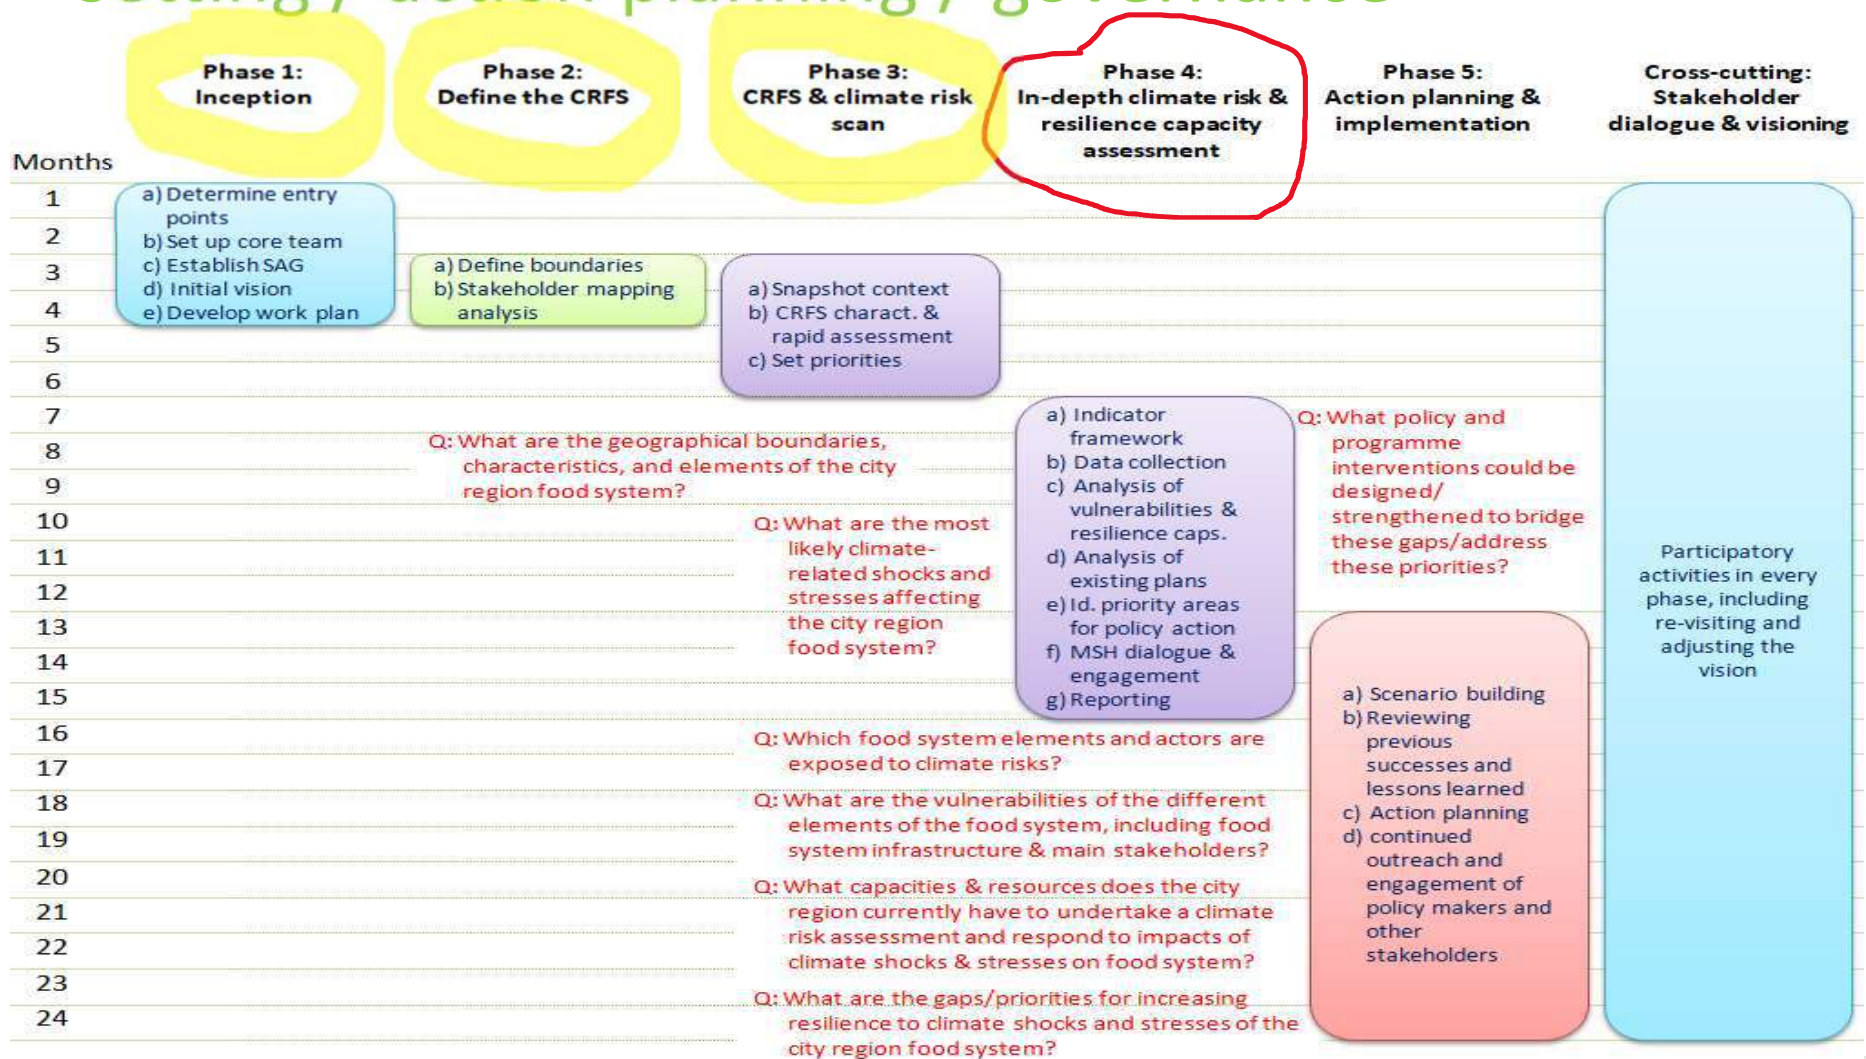 setting / action planning / governance
Phase 1:
Inception
Phase 2:
Define the CRFS
Phase 3:
CRFS & climate risk
scan
Phase 4:
In-depth climate risk &
resilience capacity
assessment
Phase 5:
Action planning &
implementation
Cross-cutting:
Stakeholder
dialogue & visioning
Months
1
2
3
4
5
6
7
8
9
10
11
12
13
14
15
16
17
18
19
20
21
22
23
24
a) Determine entry
points
b) Set up core team
c) Establish SAG
d) Initial vision
e) Develop work plan
a) Define boundaries
b) Stakeholder mapping
analysis
a) Snapshot context
b) CRFS charact. &
rapid assessment
c) Set priorities
Q: What are the geographical boundaries,
characteristics, and elements of the city
region food system?
Q: What are the most
likely climate-
related shocks and
stresses affecting
the city region
food system?
a) Indicator
framework
b) Data collection
c) Analysis of
vulnerabilities &
resilience caps.
d) Analysis of
existing plans
e) Id. priority areas
for policy action
f) MSH dialogue &
engagement
g) Reporting
Q: Which food system elements and actors are
exposed to climate risks?
Q: What are the vulnerabilities of the different
elements of the food system, including food
system infrastructure & main stakeholders?
Q: What capacities & resources does the city
region currently have to undertake a climate
risk assessment and respond to impacts of
climate shocks & stresses on food system?
Q: What are the gaps/priorities for increasing
resilience to climate shocks and stresses of the
city region food system?
Q: What policy and
programme
interventions could be
designed/
strengthened to bridge
these gaps/address
these priorities?
a) Scenario building
b) Reviewing
previous
successes and
lessons learned
c) Action planning
d) continued
outreach and
engagement of
policy makers and
other
stakeholders
Participatory
activities in every
phase, including
re-visiting and
adjusting the
vision